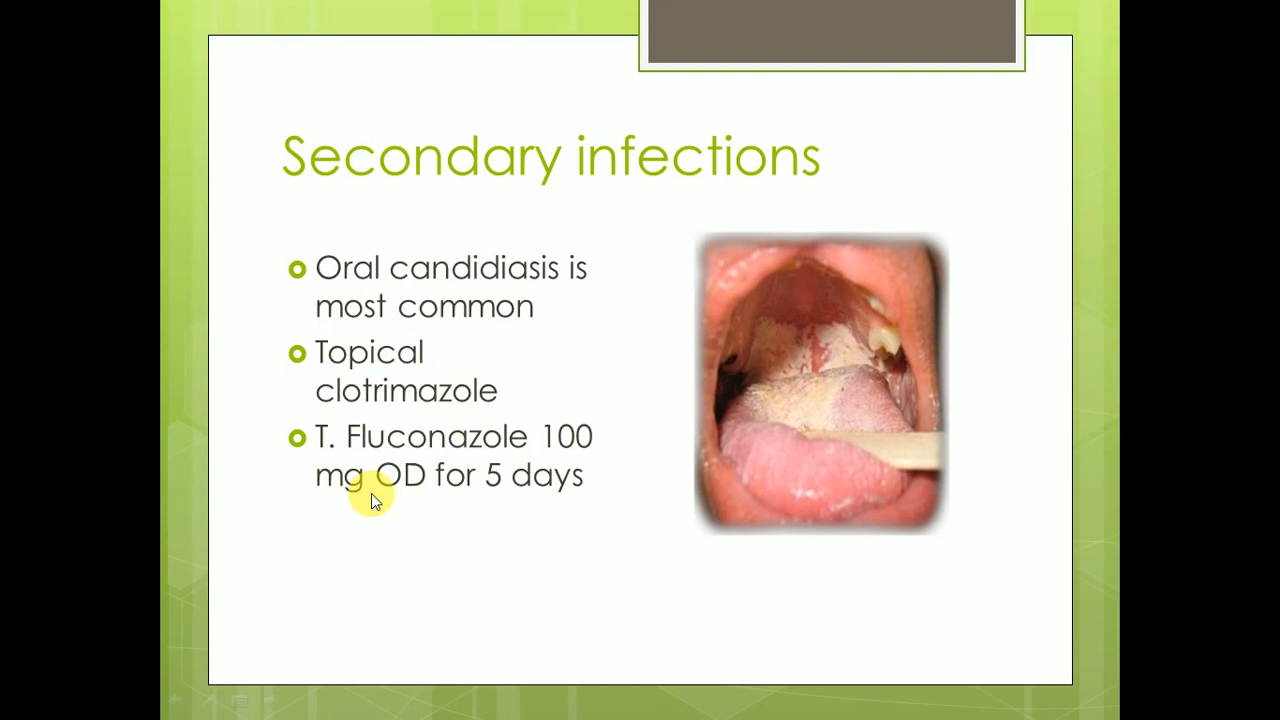 Secondary infections
Oral candidiasis is
most common
Topical
clotrimazole
T. Fluconazole 100
mg OD for 5 days